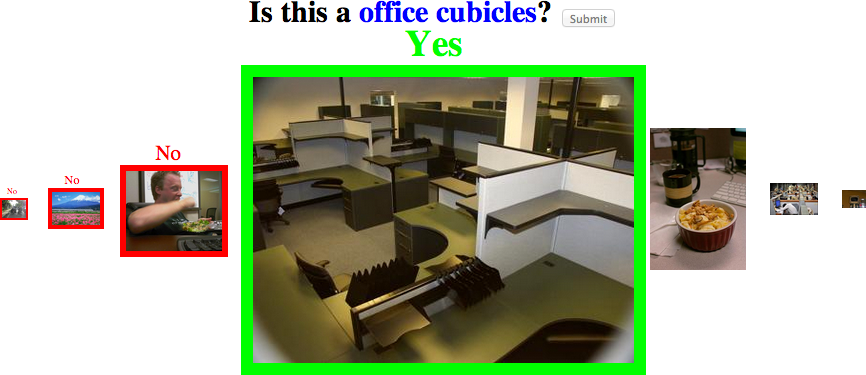 Is this a office cubicles? Submit
Yes
No
No
No